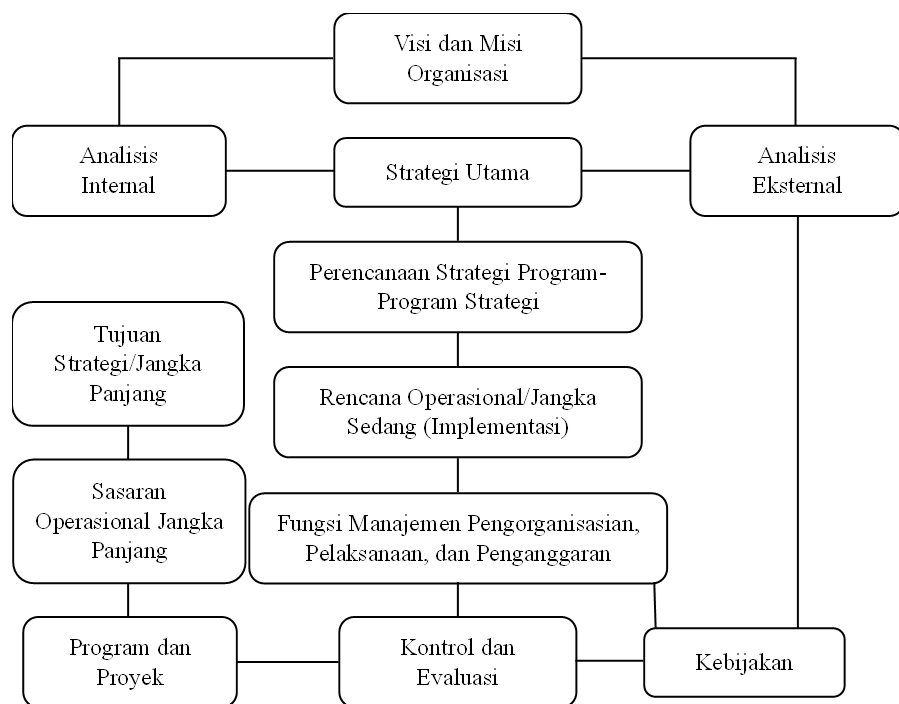 Visi dan Misi
Organisasi
Analisis
Internal
Strategi Utama
Analisis
Eksternal
Perencanaan Strategi Program-
Program Strategi
Tujuan
Strategi/Jangka
Panjang
Rencana Operasional/Jangka
Sedang (Implementasi)
Sasaran
Operasional Jangka
Panjang
Fungsi Manajemen Pengorganisasian,
Pelaksanaan, dan Penganggaran
Program dan
Proyek
Kontrol dan
Evaluasi
Kebijakan